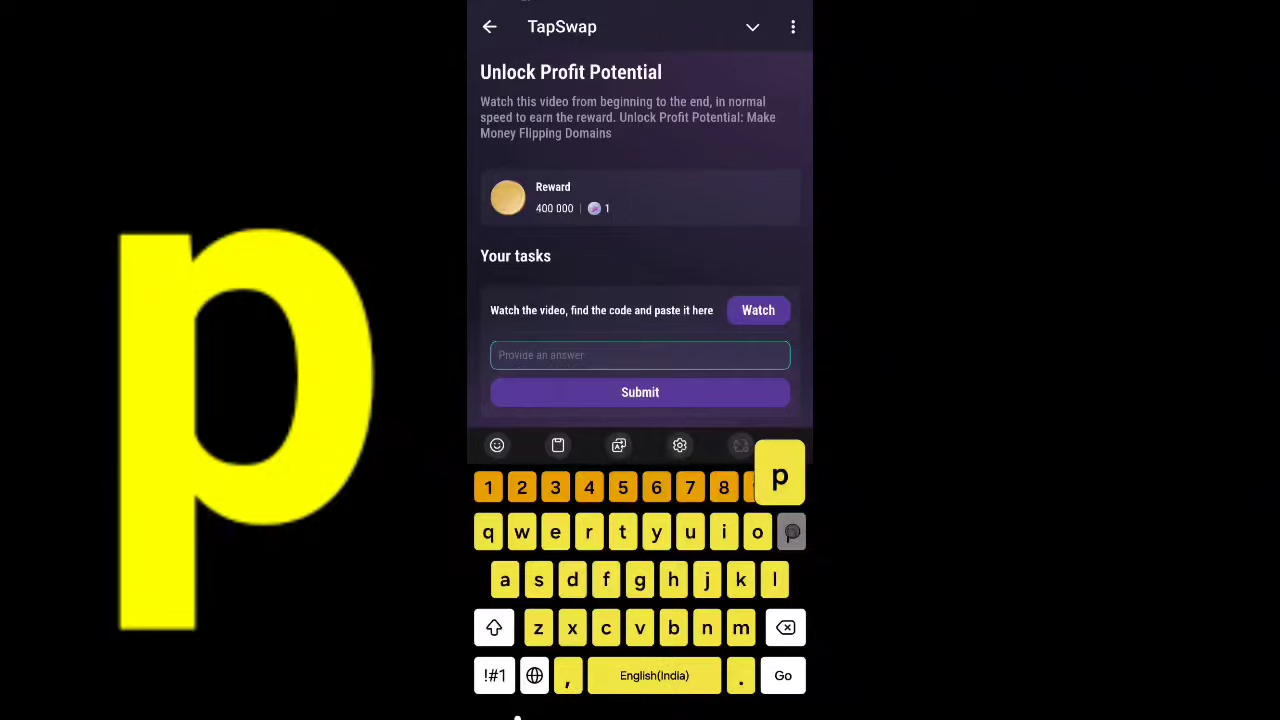 TapSwap
Unlock Profit Potential
Watch this video from beginning to the end, in normal
speed to earn the reward. Unlock Profit Potential: Make
Money Flipping Domains
Reward
400 000 | 1
Your tasks
Watch the video, find the code and paste it here
Watch
Provide an answer
Submit
p
p
1 2 3 4 5 6 7 8
q w e r t y u i o p
a s d f g h j k l
z x c v b n m
!#1 , English(India) . Go